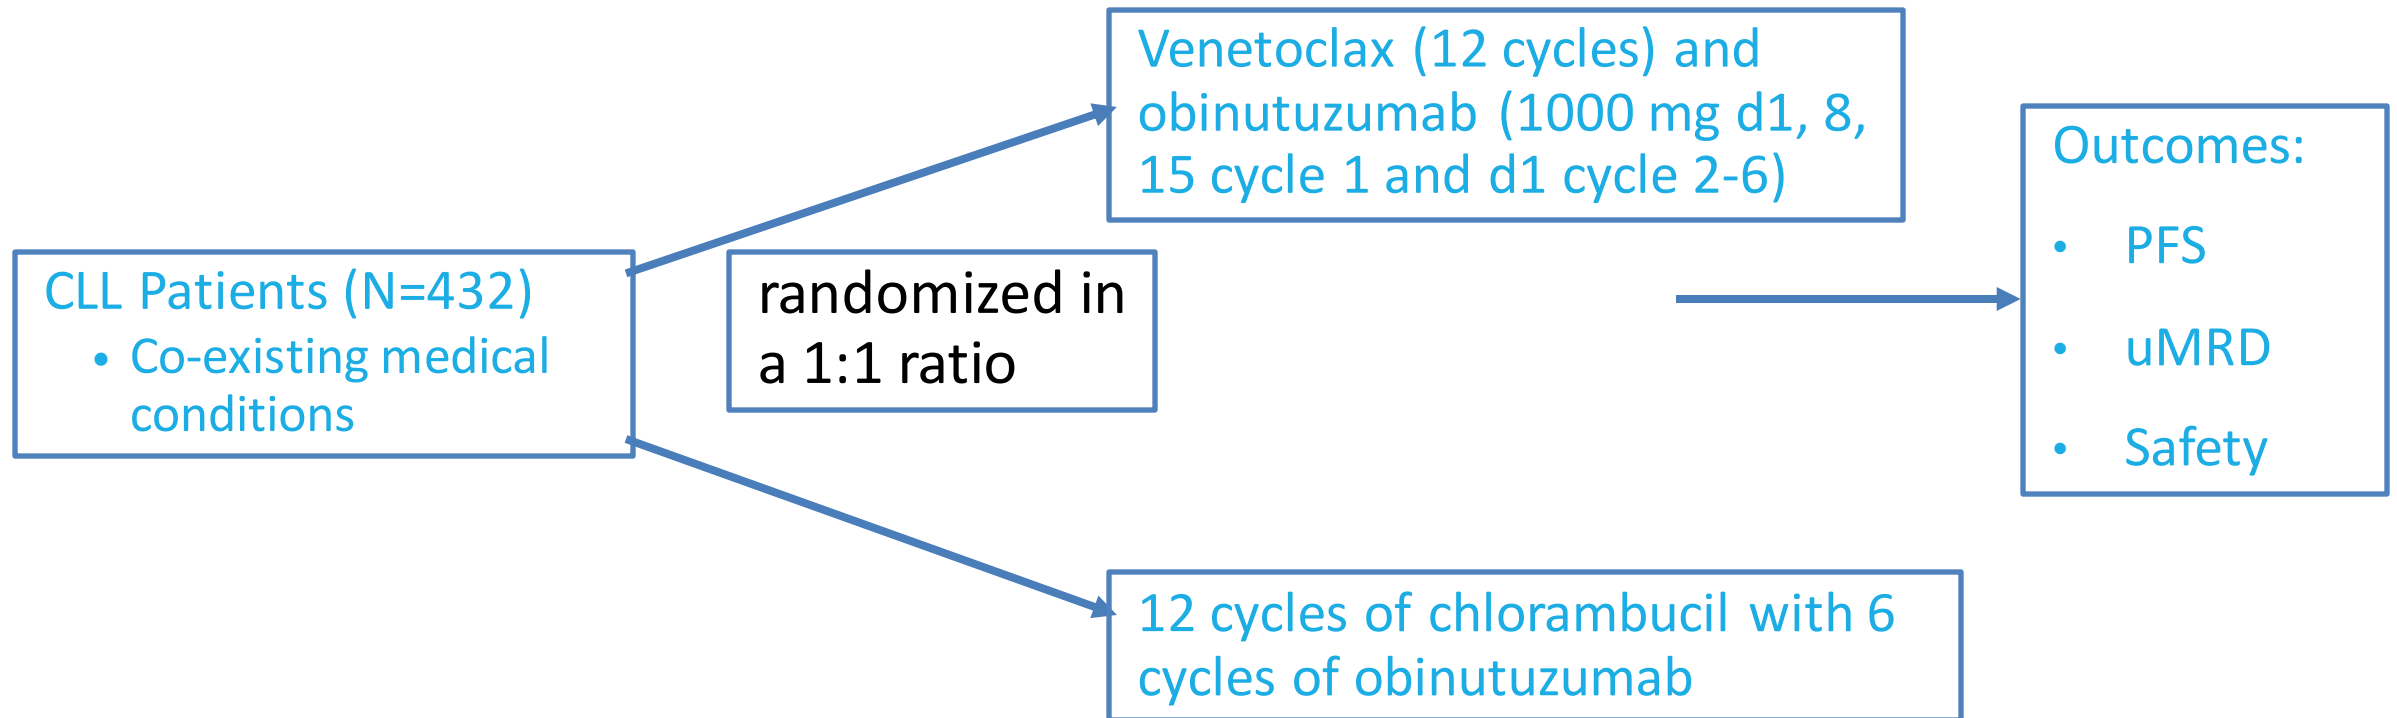 Venetoclax (12 cycles) and
obinutuzumab (1000 mg d1, 8,
15 cycle 1 and d1 cycle 2-6)
CLL Patients (N=432)
• Co-existing medical
conditions
randomized in
a 1:1 ratio
12 cycles of chlorambucil with 6
cycles of obinutuzumab
Outcomes:
• PFS
• uMRD
• Safety